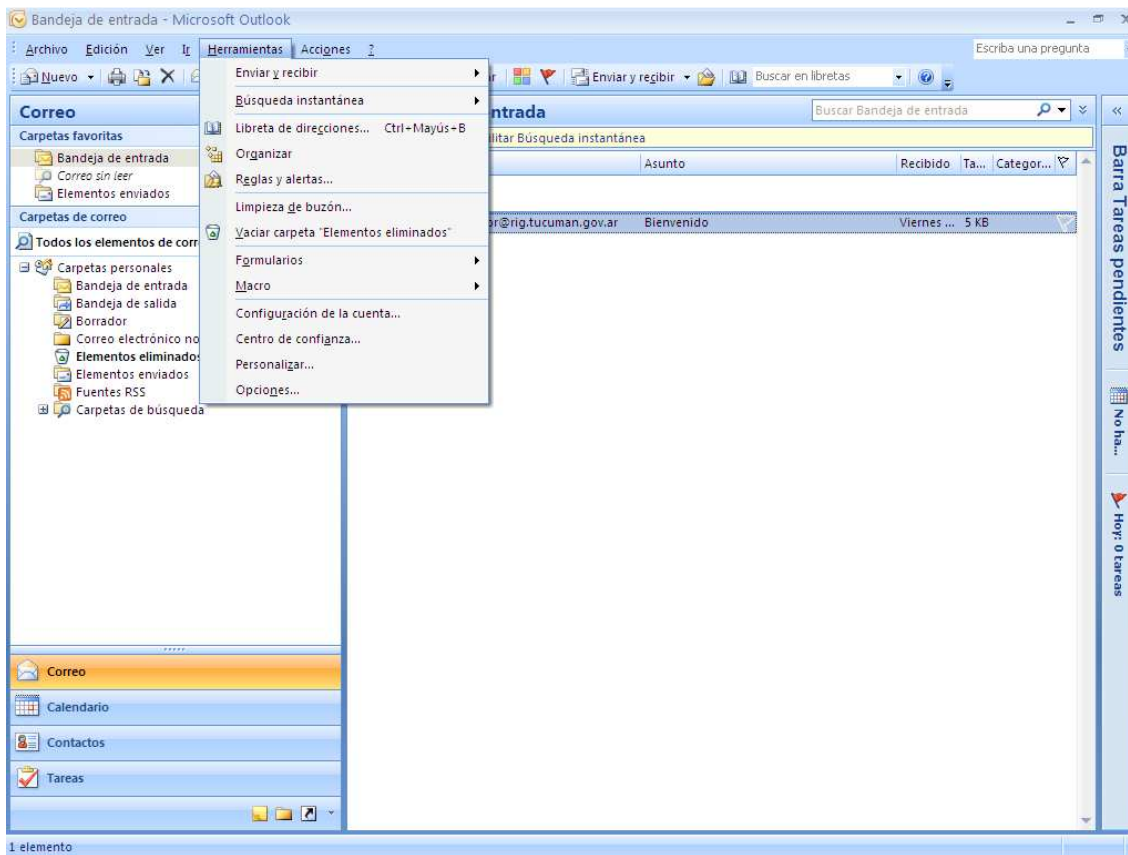 Bandeja de entrada - Microsoft Outlook
Archivo Edición Ver Ir Herramientas Acciones ? Escriba una pregunta
Nuevo Enviar y recibir Buscar en libretas
Enviar y recibir
Búsqueda instantánea
Libreta de direcciones... Ctrl+Mayús+B
Organizar
Reglas y alertas...
Limpieza de buzón...
Vaciar carpeta "Elementos eliminados"
Formularios
Macro
Configuración de la cuenta...
Centro de confianza...
Personalizar...
Opciones...
Correo
Carpetas favoritas
Bandeja de entrada
Correo sin leer
Elementos enviados
Carpetas de correo
Todos los elementos de corr
Carpetas personales
Bandeja de entrada
Bandeja de salida
Borrador
Correo electrónico no
Elementos eliminados
Elementos enviados
Fuentes RSS
Carpetas de búsqueda
Correo
Calendario
Contactos
Tareas
ntrada Buscar Bandeja de entrada
litar Búsqueda instantánea
Asunto Recibido Ta... Categor...
or@rig.tucuman.gov.ar Bienvenido Viernes ... 5 KB
Barra Tareas pendientes
No ha...
Hoy: 0 tareas
1 elemento